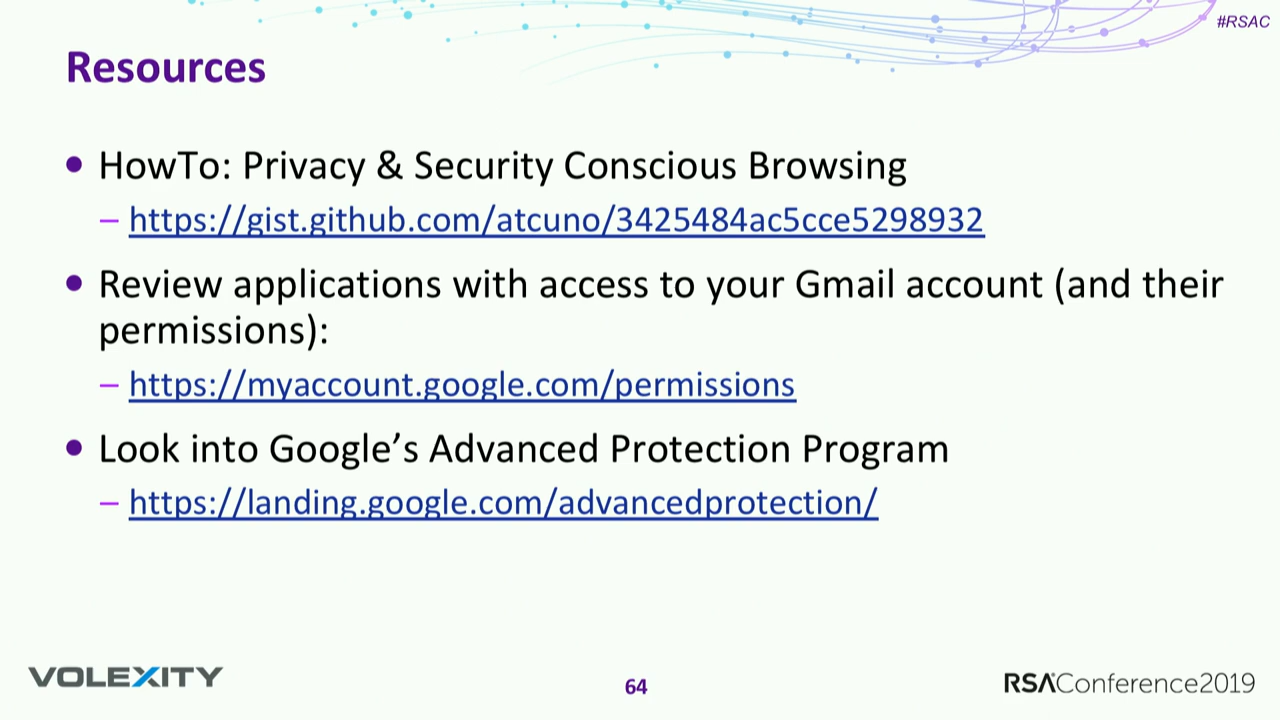 #RSAC
Resources
• HowTo: Privacy & Security Conscious Browsing
– https://gist.github.com/atcuno/3425484ac5cce5298932
• Review applications with access to your Gmail account (and their
permissions):
– https://myaccount.google.com/permissions
• Look into Google’s Advanced Protection Program
– https://landing.google.com/advancedprotection/
VOLEXITY
64
RSAConference2019